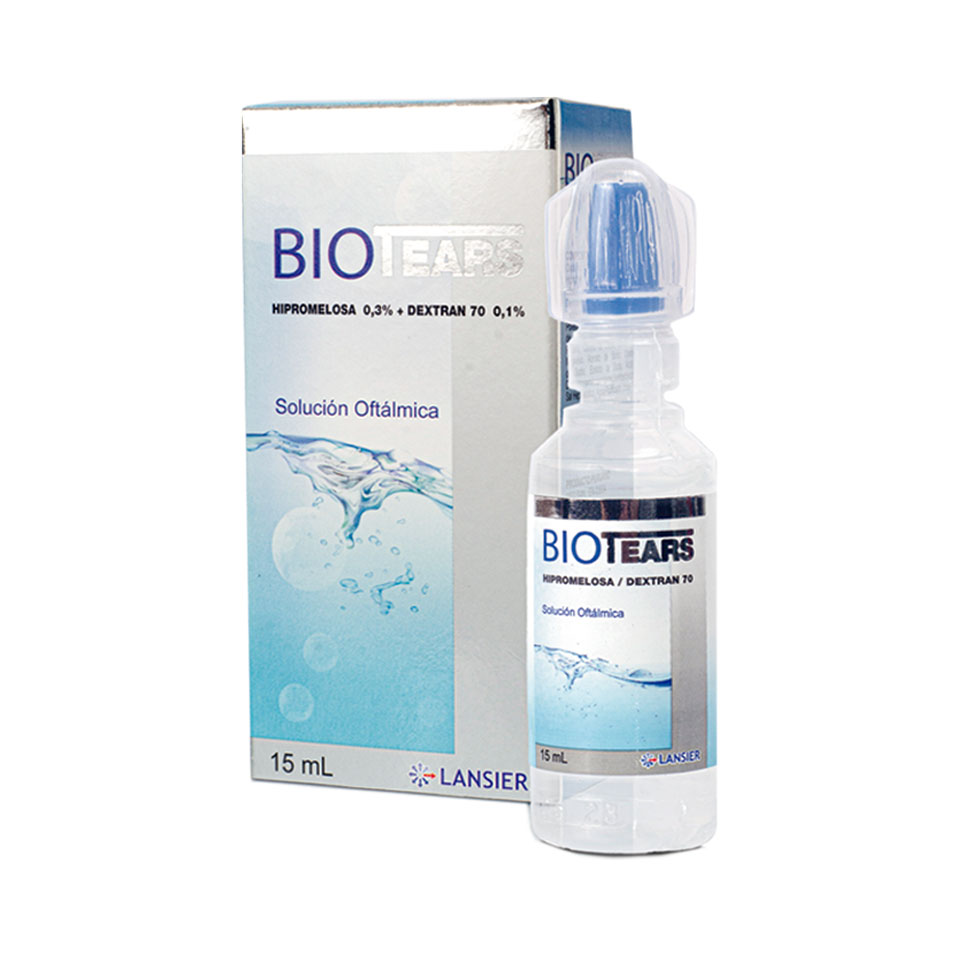 BIOTEARS
HIPROMELOSA 0,3% + DEXTRAN 70 0,1%
Solución Oftálmica
15 mL
LANSIER
BIO
BIOTEARS
HIPROMELOSA / DEXTRAN 70
Solución Oftálmica
15 mL
LANSIER